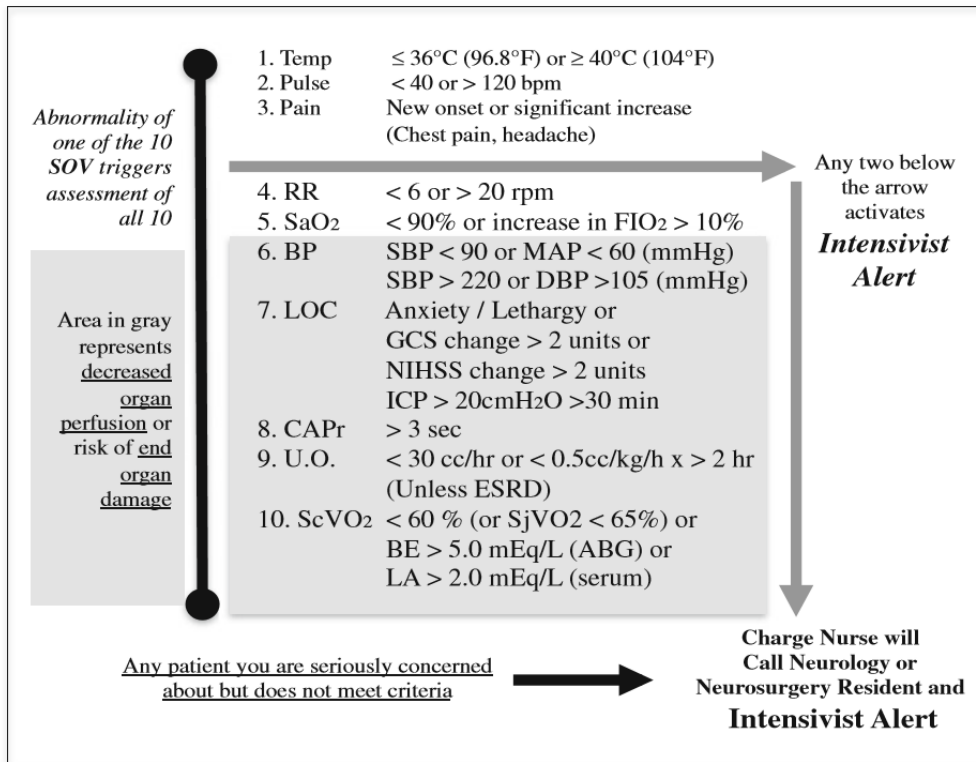 Abnormality of
one of the 10
SOV triggers
assessment of
all 10
1. Temp ≤ 36°C (96.8°F) or ≥ 40°C (104°F)
2. Pulse < 40 or > 120 bpm
3. Pain New onset or significant increase
(Chest pain, headache)
4. RR < 6 or > 20 rpm
5. SaO₂ < 90% or increase in FIO₂ > 10%
6. BP SBP < 90 or MAP < 60 (mmHg)
SBP > 220 or DBP >105 (mmHg)
7. LOC Anxiety / Lethargy or
GCS change > 2 units or
NIHSS change > 2 units
ICP > 20cmH₂O >30 min
8. CAPr > 3 sec
9. U.O. < 30 cc/hr or < 0.5cc/kg/h x > 2 hr
(Unless ESRD)
10. ScVO₂ < 60 % (or SjVO2 < 65%) or
BE > 5.0 mEq/L (ABG) or
LA > 2.0 mEq/L (serum)
Any two below
the arrow
activates
Intensivist
Alert
Area in gray
represents
decreased
organ
perfusion or
risk of end
organ
damage
Any patient you are seriously concerned
about but does not meet criteria
Charge Nurse will
Call Neurology or
Neurosurgery Resident and
Intensivist Alert